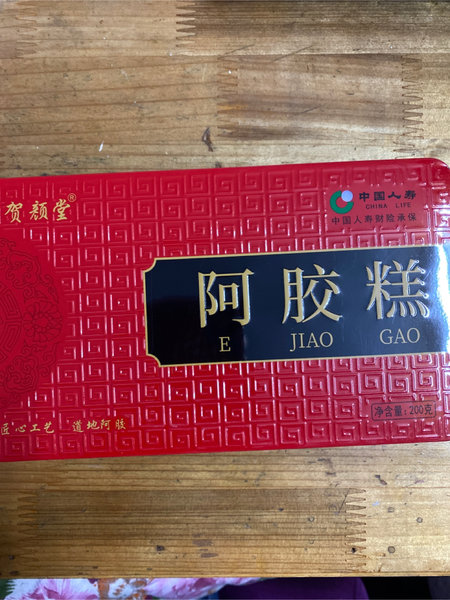 贺颜堂®
中国人寿
CHINA LIFE
中国人寿财险承保
阿胶糕
E JIAO GAO
净含量：200克
匠心工艺 道地阿胶